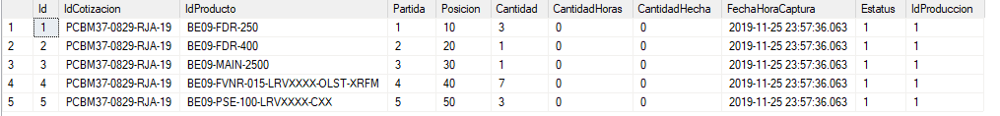 Id IdCotizacion IdProducto Partida Posicion Cantidad CantidadHoras CantidadHecha FechaHoraCaptura Estatus IdProduccion
1 1 PCBM37-0829-RJA-19 BE09-FDR-250 1 10 3 0 0 2019-11-25 23:57:36.063 1 1
2 2 PCBM37-0829-RJA-19 BE09-FDR-400 2 20 1 0 0 2019-11-25 23:57:36.063 1 1
3 3 PCBM37-0829-RJA-19 BE09-MAIN-2500 3 30 1 0 0 2019-11-25 23:57:36.063 1 1
4 4 PCBM37-0829-RJA-19 BE09-FVNR-015-LRVXXXX-OLST-XRFM 4 40 7 0 0 2019-11-25 23:57:36.063 1 1
5 5 PCBM37-0829-RJA-19 BE09-PSE-100-LRVXXXX-CXX 5 50 3 0 0 2019-11-25 23:57:36.063 1 1